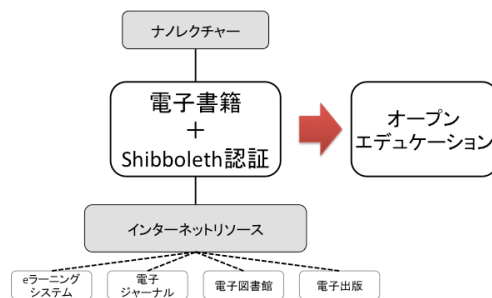 ナノレクチャー
電子書籍
＋
Shibboleth認証
オープン
エデュケーション
インターネットリソース
eラーニング
システム
電子
ジャーナル
電子図書館
電子出版